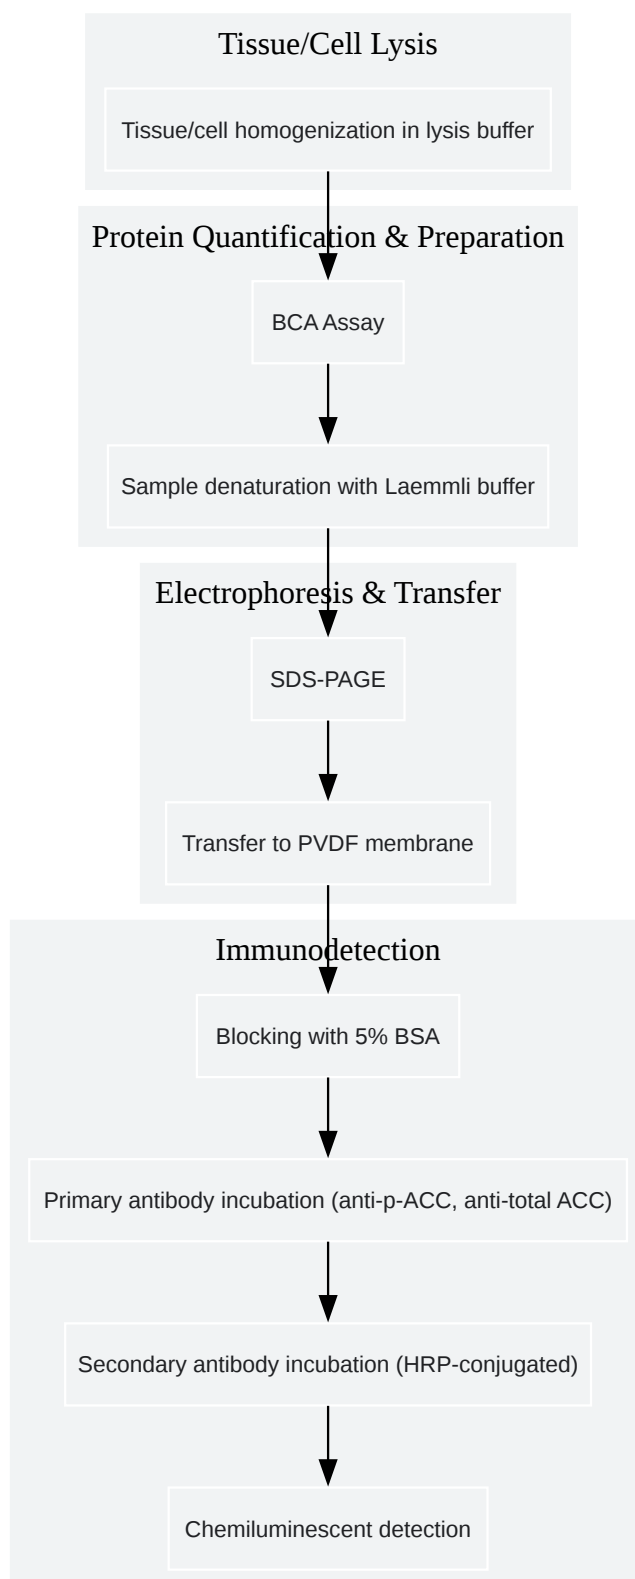 Tissue/Cell Lysis
Tissue/cell homogenization in lysis buffer
Protein Quantification & Preparation
BCA Assay
Sample denaturation with Laemmli buffer
Electrophoresis & Transfer
SDS-PAGE
Transfer to PVDF membrane
Immunodetection
Blocking with 5% BSA
Primary antibody incubation (anti-p-ACC, anti-total ACC)
Secondary antibody incubation (HRP-conjugated)
Chemiluminescent detection